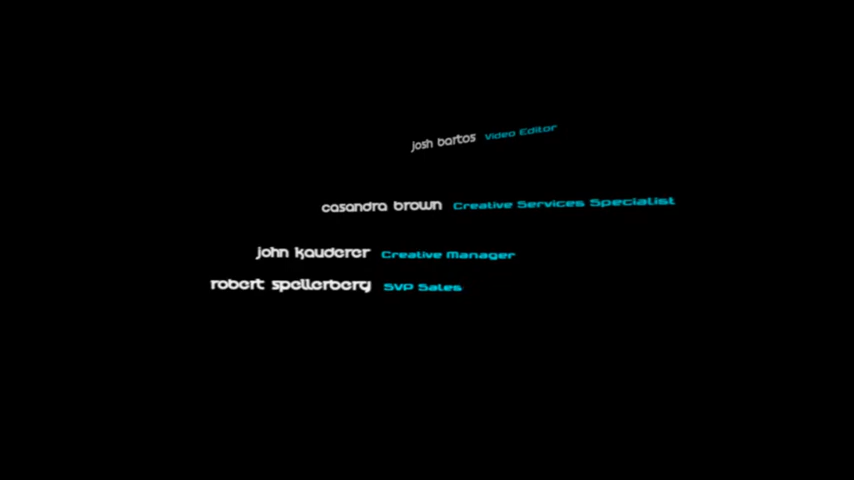 josh bartos Video Editor
casandra brown Creative Services Specialist
john kauderer Creative Manager
robert spellerberg SVP Sales